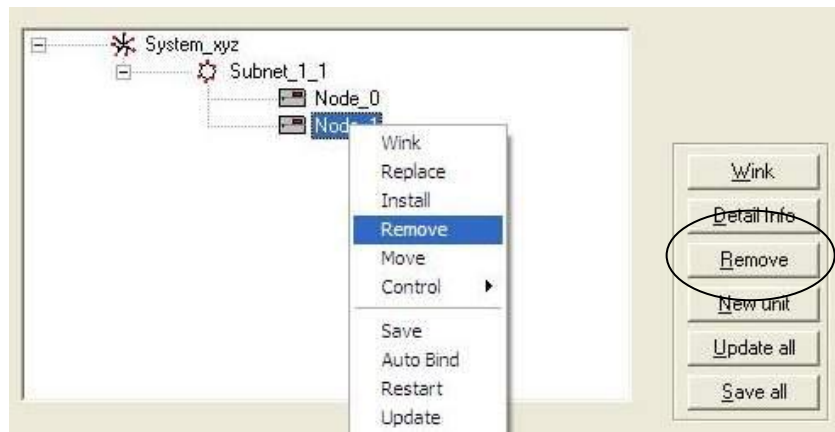 System_xyz
Subnet_1_1
Node_0
Node_1
Wink
Replace
Install
Remove
Move
Control
Save
Auto Bind
Restart
Update
Wink
Detail Info
Remove
New unit
Update all
Save all